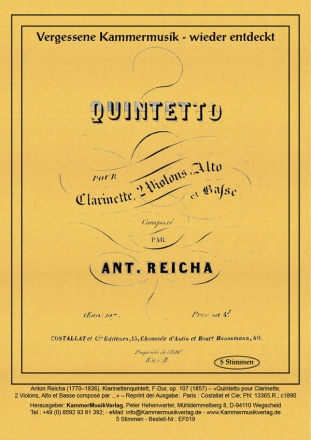 Vergessene Kammermusik - wieder entdeckt
QUINTETTO
POUR
Clarinette, 2 Violons, Alto
et Basse
Composé
PAR
ANT. REICHA
COSTALLAT et Cie Editeurs, 15, Chaussée d'Antin et Boulд. Haussmann, 40.
5 Stimmen
Anton Reicha (1770–1836), Klarinettenquintett, F-Dur, op. 107 (1857) – «Quintetto pour Clarinette,
2 Violons, Alto et Basse composé par ...» – Reprint der Ausgabe: Paris : Costallat et Cie; PN: 13365.R.; c1890
Herausgeber: KammerMusikVerlag, Peter Hehenwarter, Mühldemmelberg 8, D-94110 Wegscheid
Tel.: +49 (0) 8592 93 81 392; - eMail: info@Kammermusikverlag.de - www.kammermusikverlag.de
5 Stimmen - Bestell-Nr.: EF019